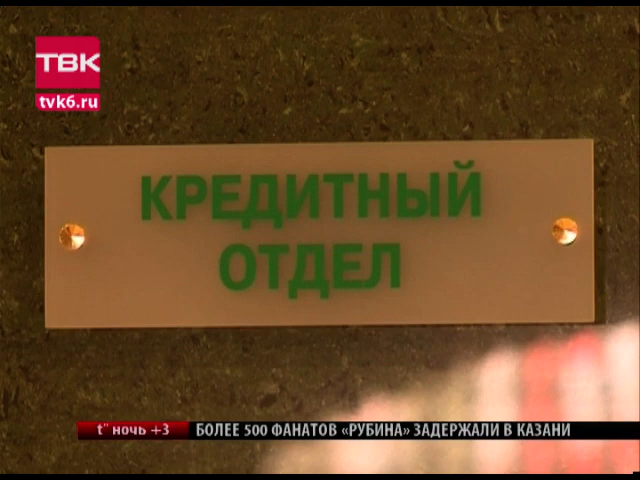 ТВК
tvk6.ru
КРЕДИТНЫЙ
ОТДЕЛ
t° ночь +3 БОЛЕЕ 500 ФАНАТОВ «РУБИНА» ЗАДЕРЖАЛИ В КАЗАНИ